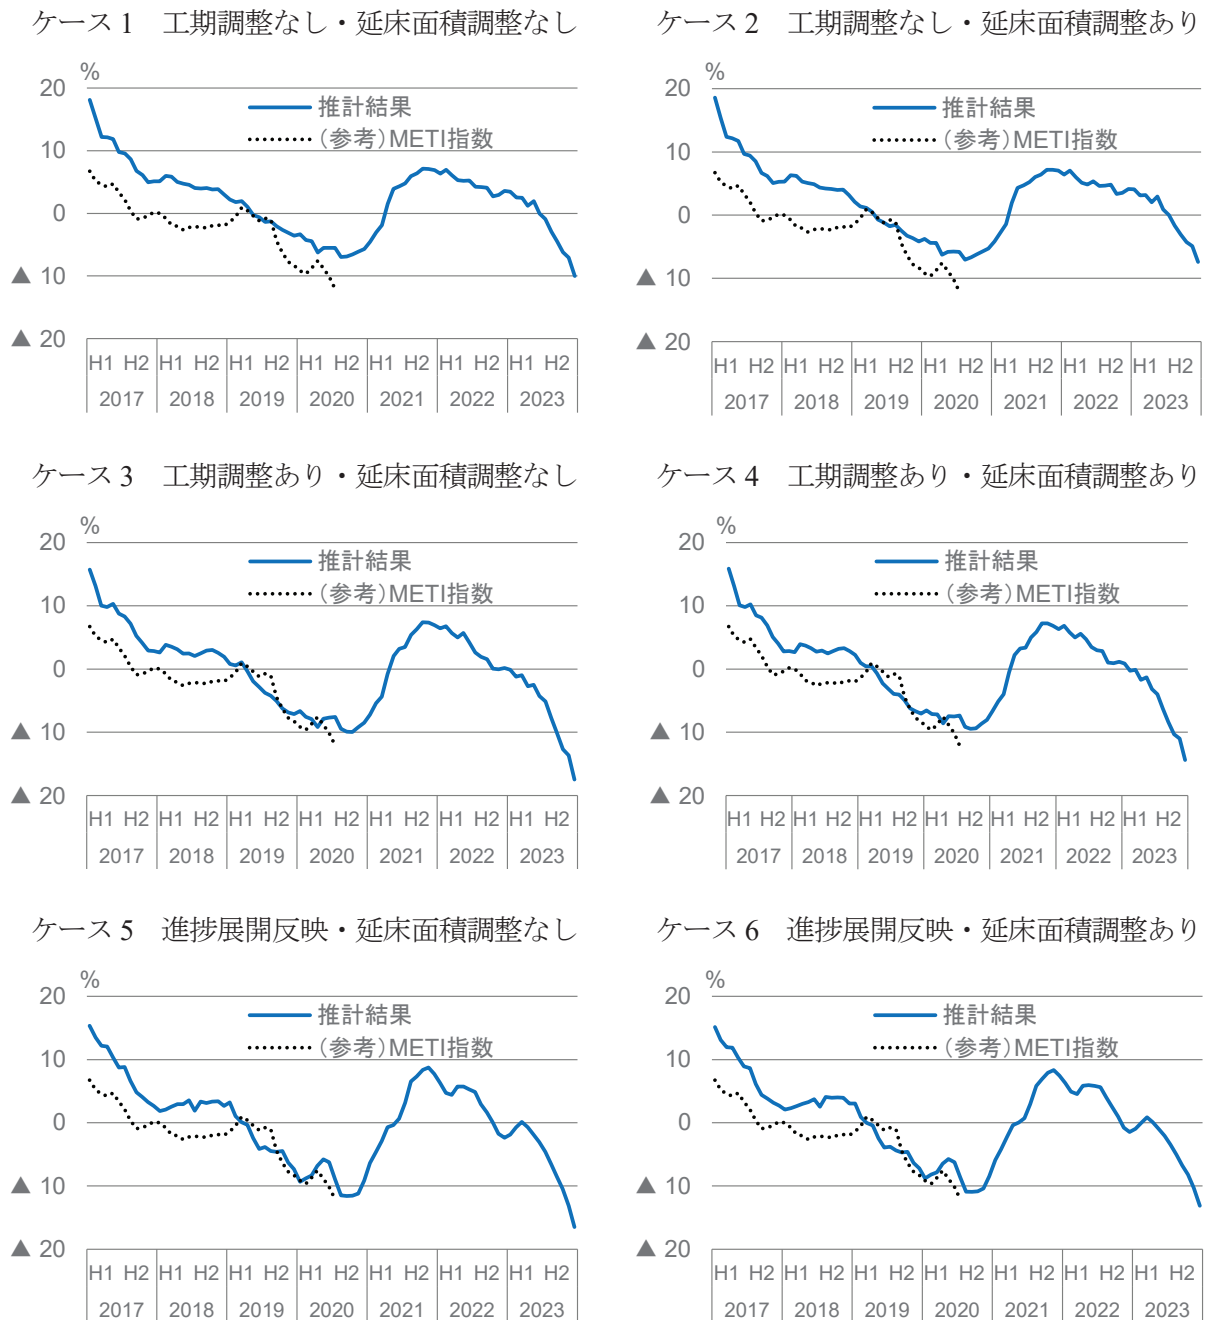 ケース 1　工期調整なし・延床面積調整なし
%
20
10
0
▲ 10
▲ 20
推計結果
(参考)METI指数
H1 H2 H1 H2 H1 H2 H1 H2 H1 H2 H1 H2 H1 H2
2017 2018 2019 2020 2021 2022 2023
ケース 2　工期調整なし・延床面積調整あり
%
20
10
0
▲ 10
▲ 20
推計結果
(参考)METI指数
H1 H2 H1 H2 H1 H2 H1 H2 H1 H2 H1 H2 H1 H2
2017 2018 2019 2020 2021 2022 2023
ケース 3　工期調整あり・延床面積調整なし
%
20
10
0
▲ 10
▲ 20
推計結果
(参考)METI指数
H1 H2 H1 H2 H1 H2 H1 H2 H1 H2 H1 H2 H1 H2
2017 2018 2019 2020 2021 2022 2023
ケース 4　工期調整あり・延床面積調整あり
%
20
10
0
▲ 10
▲ 20
推計結果
(参考)METI指数
H1 H2 H1 H2 H1 H2 H1 H2 H1 H2 H1 H2 H1 H2
2017 2018 2019 2020 2021 2022 2023
ケース 5　進捗展開反映・延床面積調整なし
%
20
10
0
▲ 10
▲ 20
推計結果
(参考)METI指数
H1 H2 H1 H2 H1 H2 H1 H2 H1 H2 H1 H2 H1 H2
2017 2018 2019 2020 2021 2022 2023
ケース 6　進捗展開反映・延床面積調整あり
%
20
10
0
▲ 10
▲ 20
推計結果
(参考)METI指数
H1 H2 H1 H2 H1 H2 H1 H2 H1 H2 H1 H2 H1 H2
2017 2018 2019 2020 2021 2022 2023